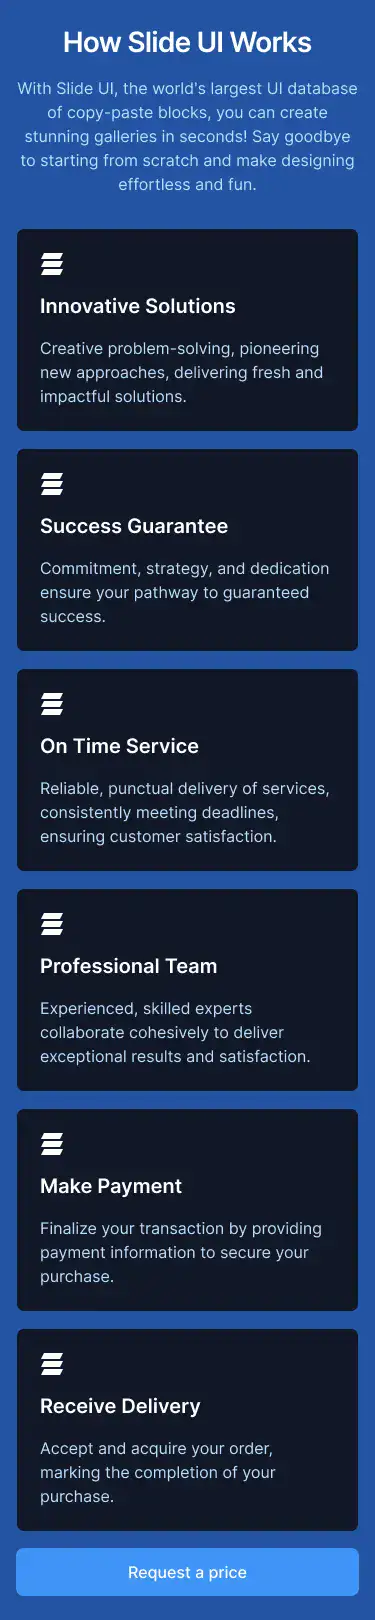 How Slide UI Works
With Slide UI, the world's largest UI database
of copy-paste blocks, you can create
stunning galleries in seconds! Say goodbye
to starting from scratch and make designing
effortless and fun.
Innovative Solutions
Creative problem-solving, pioneering
new approaches, delivering fresh and
impactful solutions.
Success Guarantee
Commitment, strategy, and dedication
ensure your pathway to guaranteed
success.
On Time Service
Reliable, punctual delivery of services,
consistently meeting deadlines,
ensuring customer satisfaction.
Professional Team
Experienced, skilled experts
collaborate cohesively to deliver
exceptional results and satisfaction.
Make Payment
Finalize your transaction by providing
payment information to secure your
purchase.
Receive Delivery
Accept and acquire your order,
marking the completion of your
purchase.
Request a price